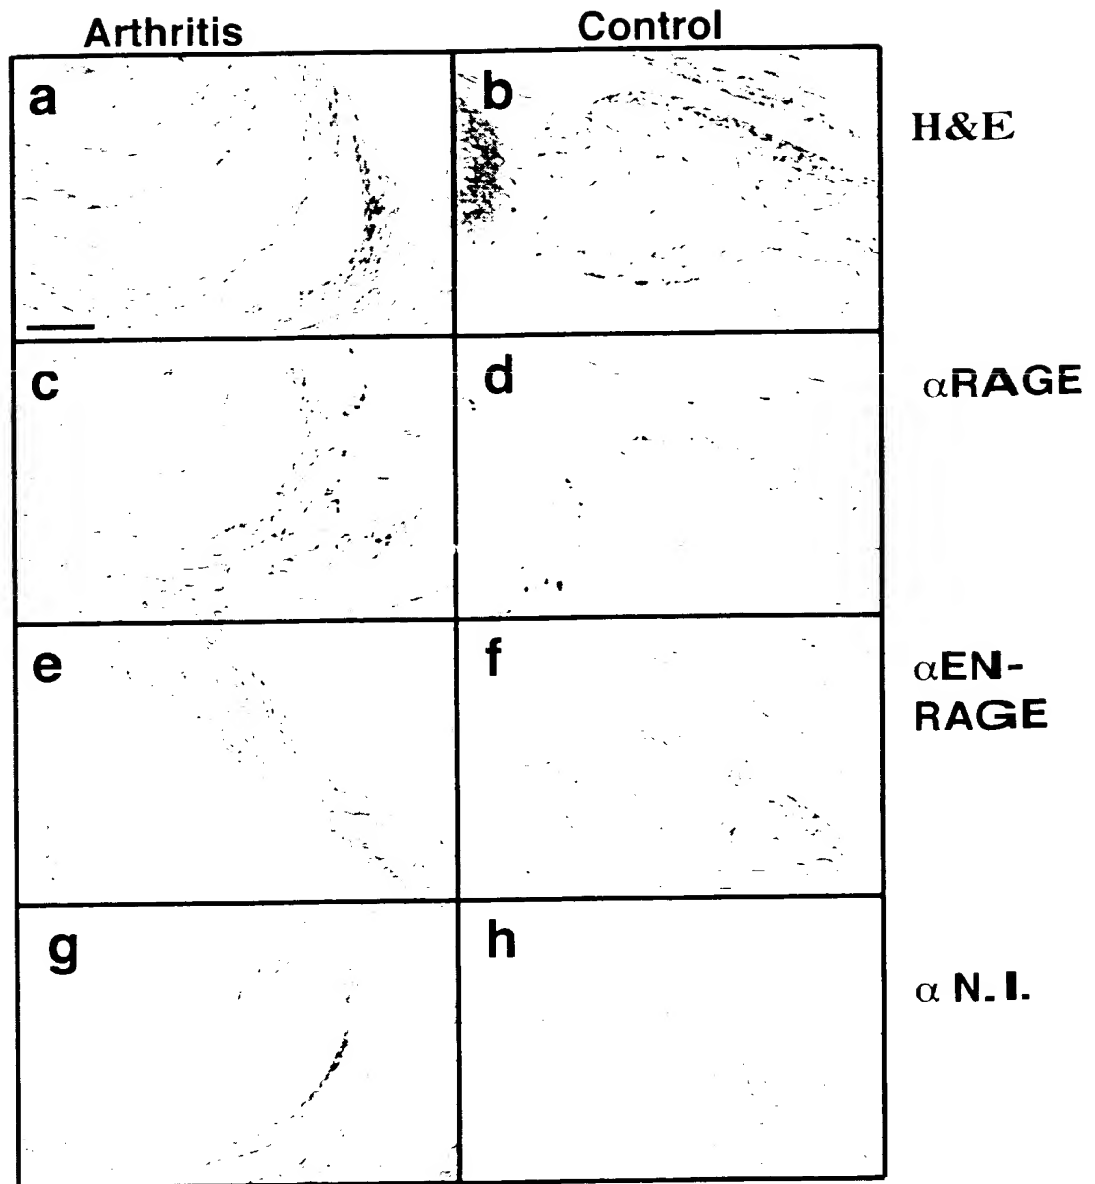 Arthritis Control
a b H&E
c d αRAGE
e f αEN-
RAGE
g h α N.I.